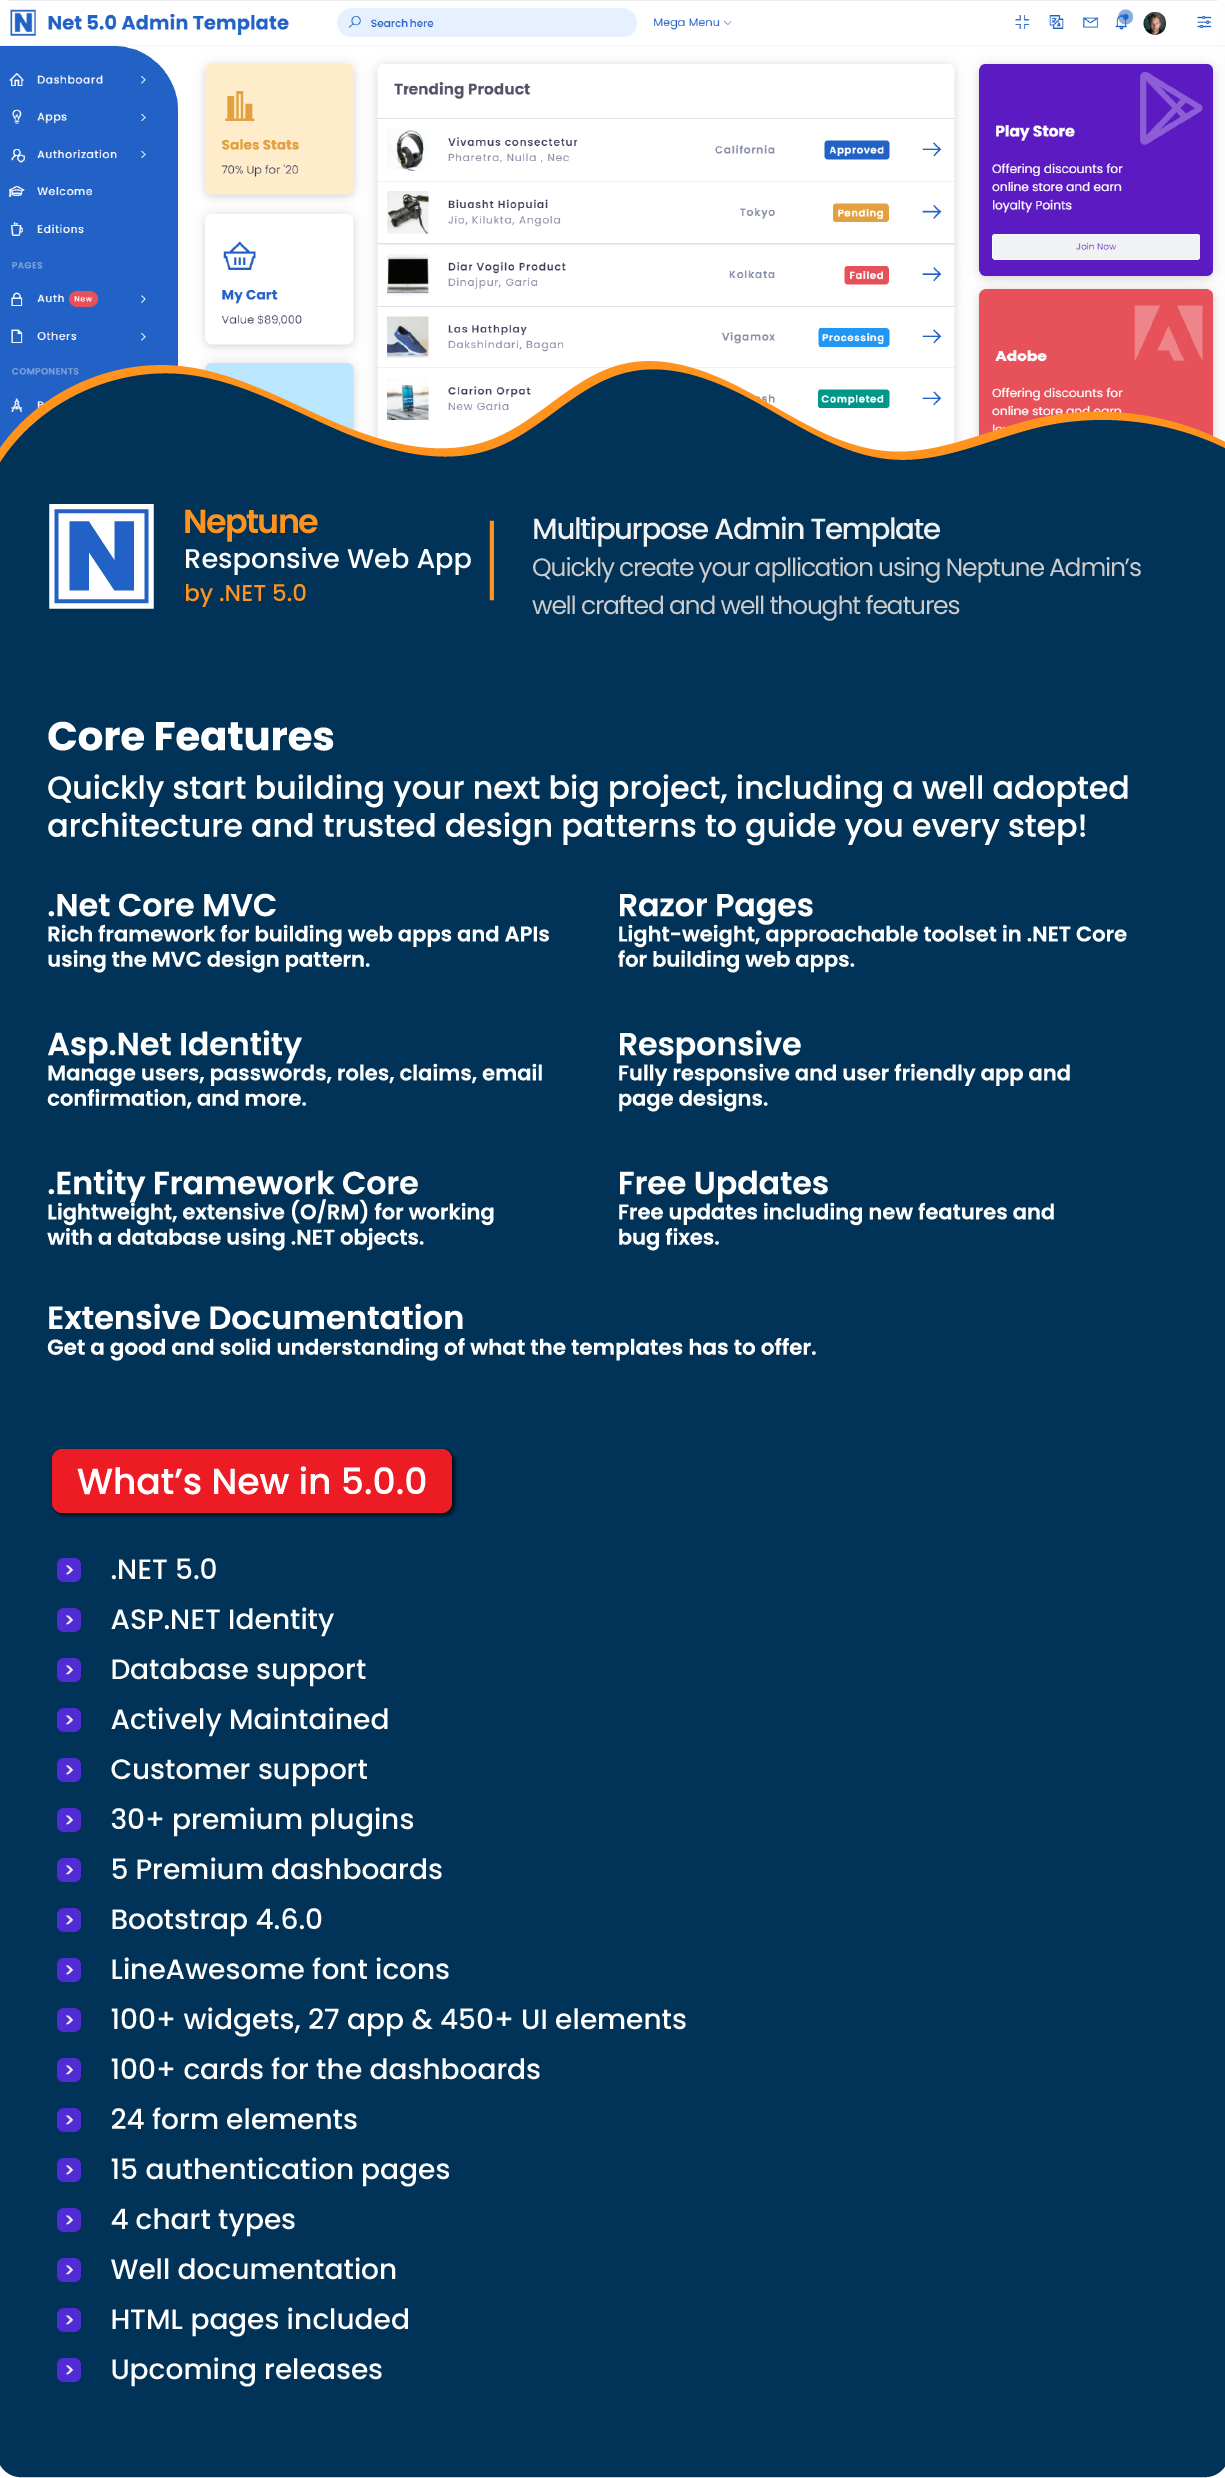 N Net 5.0 Admin Template
Search here
Mega Menu
Dashboard
Apps
Authorization
Welcome
Editions
PAGES
Auth New
Others
COMPONENTS
Sales Stats
70% Up for '20
My Cart
Value $89,000
Trending Product
Vivamus consectetur
Pharetra, Nulla , Nec
California
Approved
Biuasht Hiopuiai
Jio, Kilukta, Angola
Tokyo
Pending
Diar Vogilo Product
Dinajpur, Garia
Kolkata
Failed
Las Hathplay
Dakshindari, Bagan
Vigamox
Processing
Clarion Orpat
New Garia
Completed
Play Store
Offering discounts for
online store and earn
loyalty Points
Join Now
Adobe
Offering discounts for
online store and earn
N
Neptune
Responsive Web App
by .NET 5.0
Multipurpose Admin Template
Quickly create your apllication using Neptune Admin's
well crafted and well thought features
Core Features
Quickly start building your next big project, including a well adopted
architecture and trusted design patterns to guide you every step!
.Net Core MVC
Rich framework for building web apps and APIs
using the MVC design pattern.
Razor Pages
Light-weight, approachable toolset in .NET Core
for building web apps.
Asp.Net Identity
Manage users, passwords, roles, claims, email
confirmation, and more.
Responsive
Fully responsive and user friendly app and
page designs.
.Entity Framework Core
Lightweight, extensive (O/RM) for working
with a database using .NET objects.
Free Updates
Free updates including new features and
bug fixes.
Extensive Documentation
Get a good and solid understanding of what the templates has to offer.
What's New in 5.0.0
.NET 5.0
ASP.NET Identity
Database support
Actively Maintained
Customer support
30+ premium plugins
5 Premium dashboards
Bootstrap 4.6.0
LineAwesome font icons
100+ widgets, 27 app & 450+ UI elements
100+ cards for the dashboards
24 form elements
15 authentication pages
4 chart types
Well documentation
HTML pages included
Upcoming releases